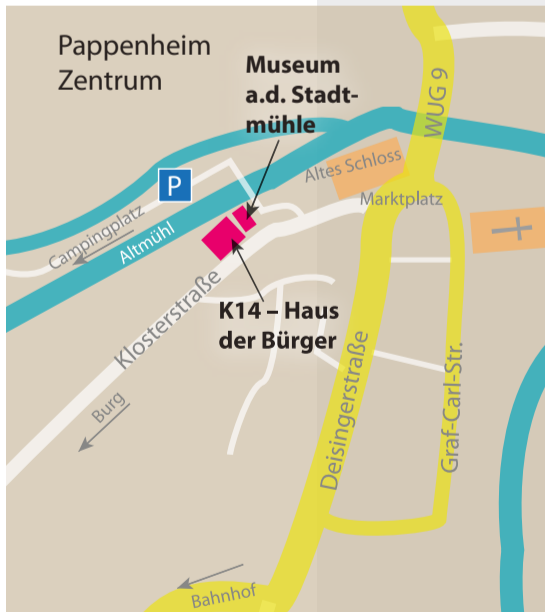 Pappenheim
Zentrum
Museum
a.d. Stadt-
mühle
WUG 9
P
Altes Schloss
Marktplatz
Campingplatz
Altmühl
Klosterstraße
K14 – Haus
der Bürger
Burg
Deisingerstraße
Graf-Carl-Str.
Bahnhof